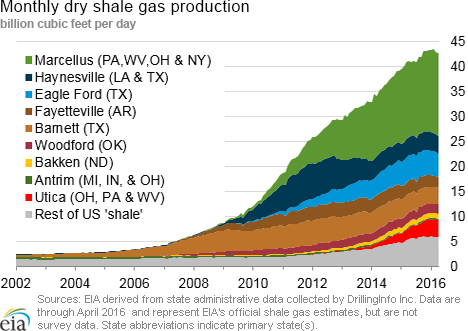 Monthly dry shale gas production
billion cubic feet per day
Marcellus (PA,WV,OH & NY)
Haynesville (LA & TX)
Eagle Ford (TX)
Fayetteville (AR)
Barnett (TX)
Woodford (OK)
Bakken (ND)
Antrim (MI, IN, & OH)
Utica (OH, PA & WV)
Rest of US 'shale'
45
40
35
30
25
20
15
10
5
0
2002 2004 2006 2008 2010 2012 2014 2016
Sources: EIA derived from state administrative data collected by DrillingInfo Inc. Data are
through April 2016 and represent EIA's official shale gas estimates, but are not
survey data. State abbreviations indicate primary state(s).
eia